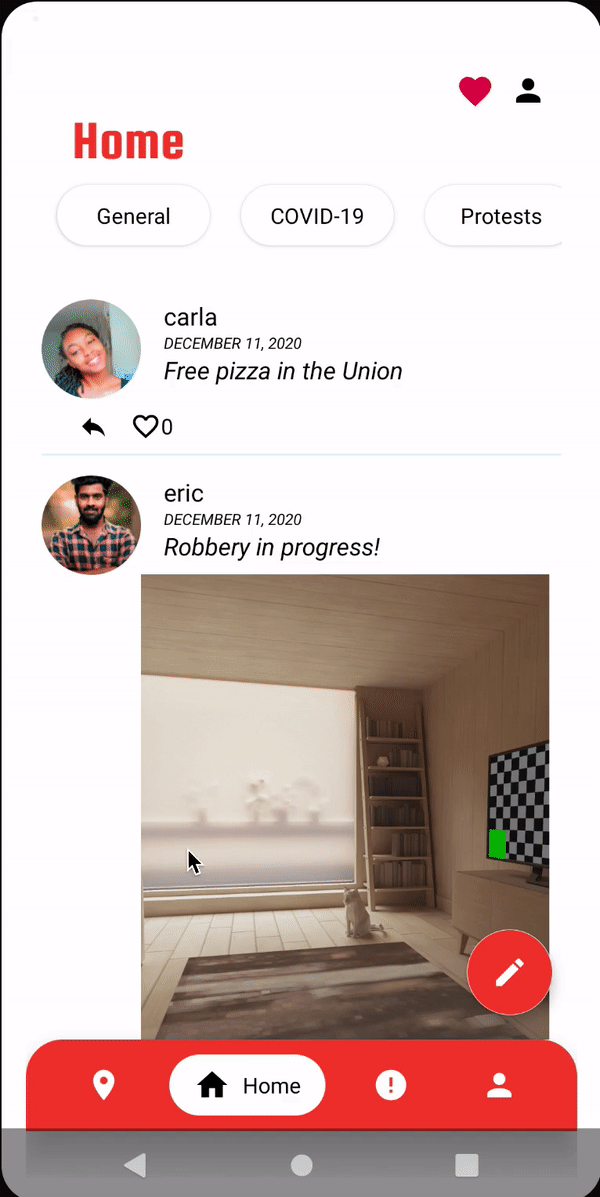 Home
General
COVID-19
Protests
carla
DECEMBER 11, 2020
Free pizza in the Union
0
eric
DECEMBER 11, 2020
Robbery in progress!
Home